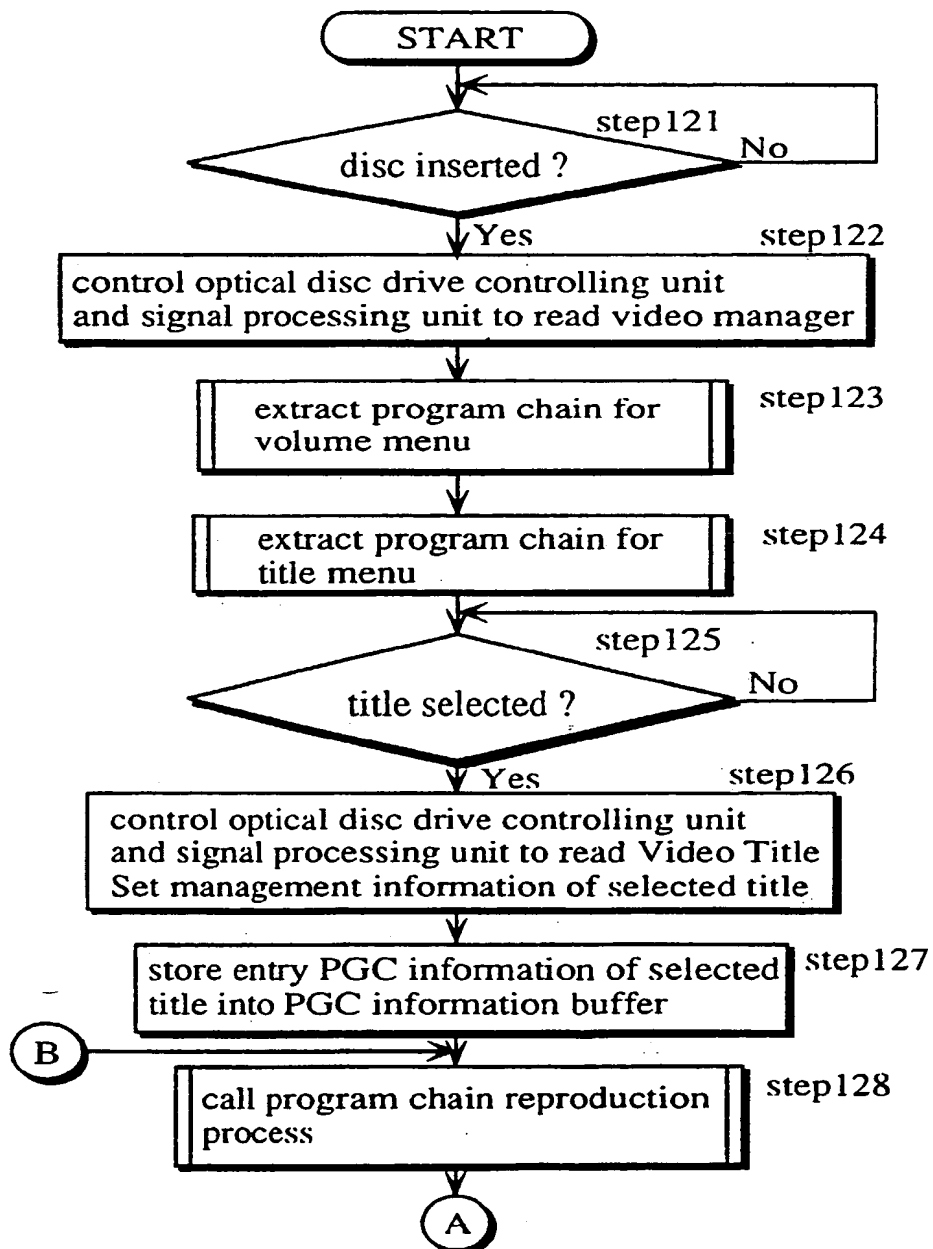 START
step121
No
disc inserted ?
Yes
step122
control optical disc drive controlling unit
and signal processing unit to read video manager
step123
extract program chain for
volume menu
step124
extract program chain for
title menu
step125
No
title selected ?
Yes
step126
control optical disc drive controlling unit
and signal processing unit to read Video Title
Set management information of selected title
step127
store entry PGC information of selected
title into PGC information buffer
B
step128
call program chain reproduction
process
A